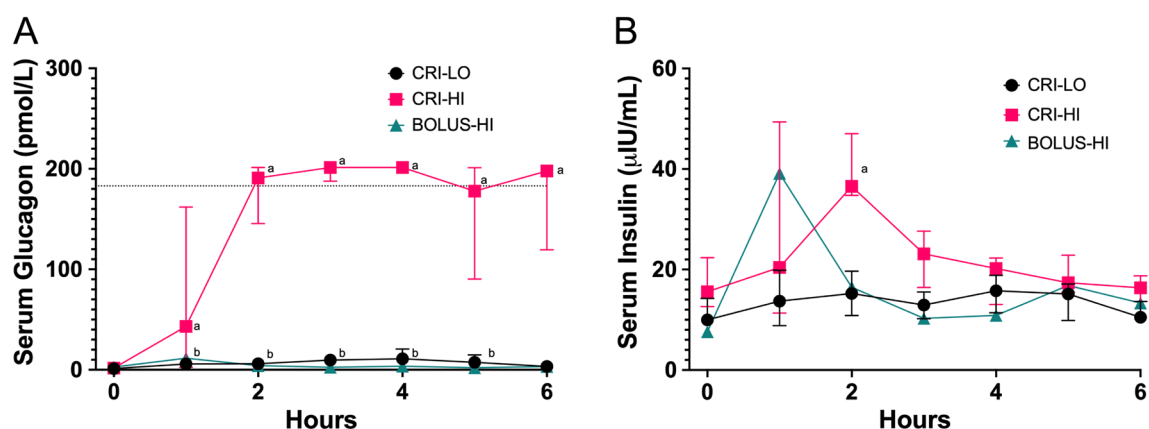 A
Serum Glucagon (pmol/L)
300
200
100
0
CRI-LO
CRI-HI
BOLUS-HI
a
a
a
a
a
a
b
b
b
b
b
0
2
4
6
Hours
B
Serum Insulin (μIU/mL)
60
40
20
0
CRI-LO
CRI-HI
BOLUS-HI
a
0
2
4
6
Hours